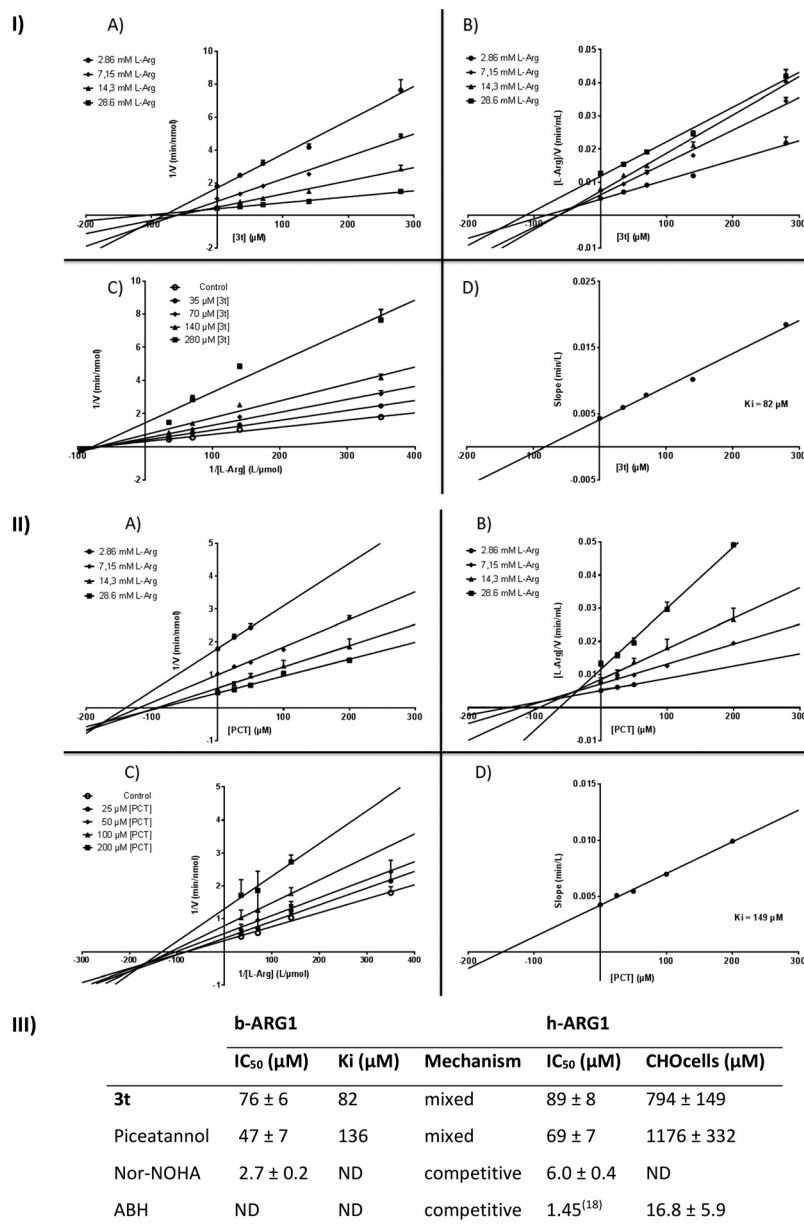 I)
A)
2.86 mM L-Arg
7,15 mM L-Arg
14,3 mM L-Arg
28.6 mM L-Arg
1/V (min/nmol)
10
8
6
4
2
-2
-200 -100 0 100 200 300
[3t] (µM)
B)
2.86 mM L-Arg
7,15 mM L-Arg
14,3 mM L-Arg
28.6 mM L-Arg
[L-Arg]/V (min/mL)
0.05
0.04
0.03
0.02
0.01
-0.01
-200 -100 0 100 200 300
[3t] (µM)
C)
Control
35 µM [3t]
70 µM [3t]
140 µM [3t]
280 µM [3t]
1/V (min/nmol)
10
8
6
4
2
-2
-100 0 100 200 300 400
1/[L-Arg] (L/µmol)
D)
Slope (min/L)
0.025
0.015
0.005
-0.005
-200 -100 0 100 200 300
[3t] (µM)
Ki = 82 µM
II)
A)
2.86 mM L-Arg
7,15 mM L-Arg
14,3 mM L-Arg
28.6 mM L-Arg
1/V (min/nmol)
5
4
3
2
1
-1
-200 -100 0 100 200 300
[PCT] (µM)
B)
2.86 mM L-Arg
7,15 mM L-Arg
14,3 mM L-Arg
28.6 mM L-Arg
[L-Arg]/V (min/mL)
0.05
0.04
0.03
0.02
0.01
-0.01
-200 -100 0 100 200 300
[PCT] (µM)
C)
Control
25 µM [PCT]
50 µM [PCT]
100 µM [PCT]
200 µM [PCT]
1/V (min/nmol)
5
4
3
2
1
-1
-300 -200 -100 0 100 200 300 400
1/[L-Arg] (L/µmol)
D)
Slope (min/L)
0.015
0.010
0.005
-200 -100 0 100 200 300
[PCT] (µM)
Ki = 149 µM
III)
b-ARG1 h-ARG1
IC₅₀ (µM) Ki (µM) Mechanism IC₅₀ (µM) CHOcells (µM)
3t 76 ± 6 82 mixed 89 ± 8 794 ± 149
Piceatannol 47 ± 7 136 mixed 69 ± 7 1176 ± 332
Nor-NOHA 2.7 ± 0.2 ND competitive 6.0 ± 0.4 ND
ABH ND ND competitive 1.45⁽¹⁸⁾ 16.8 ± 5.9